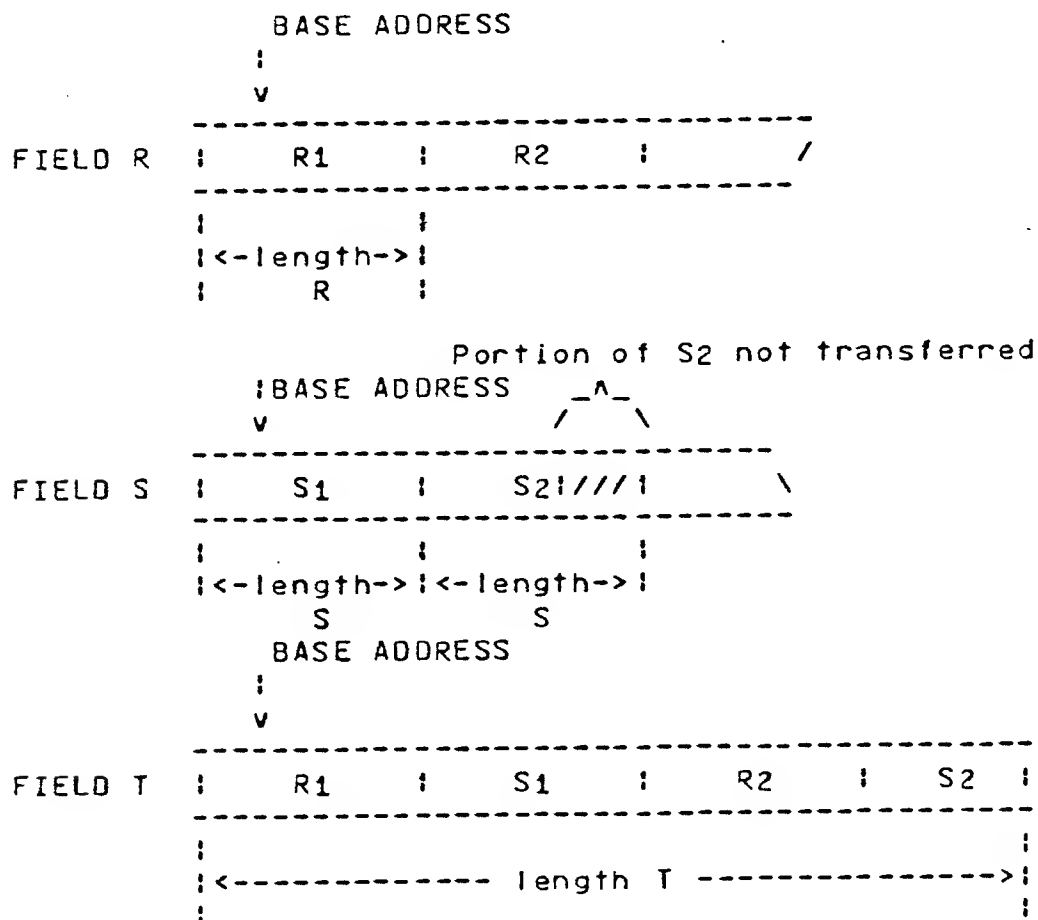 BASE ADDRESS
FIELD R R1 R2
<-length->
R
Portion of S2 not transferred
BASE ADDRESS
FIELD S S1 S2
<-length-> <-length->
S S
BASE ADDRESS
FIELD T R1 S1 R2 S2
<-------------- length T ---------------->